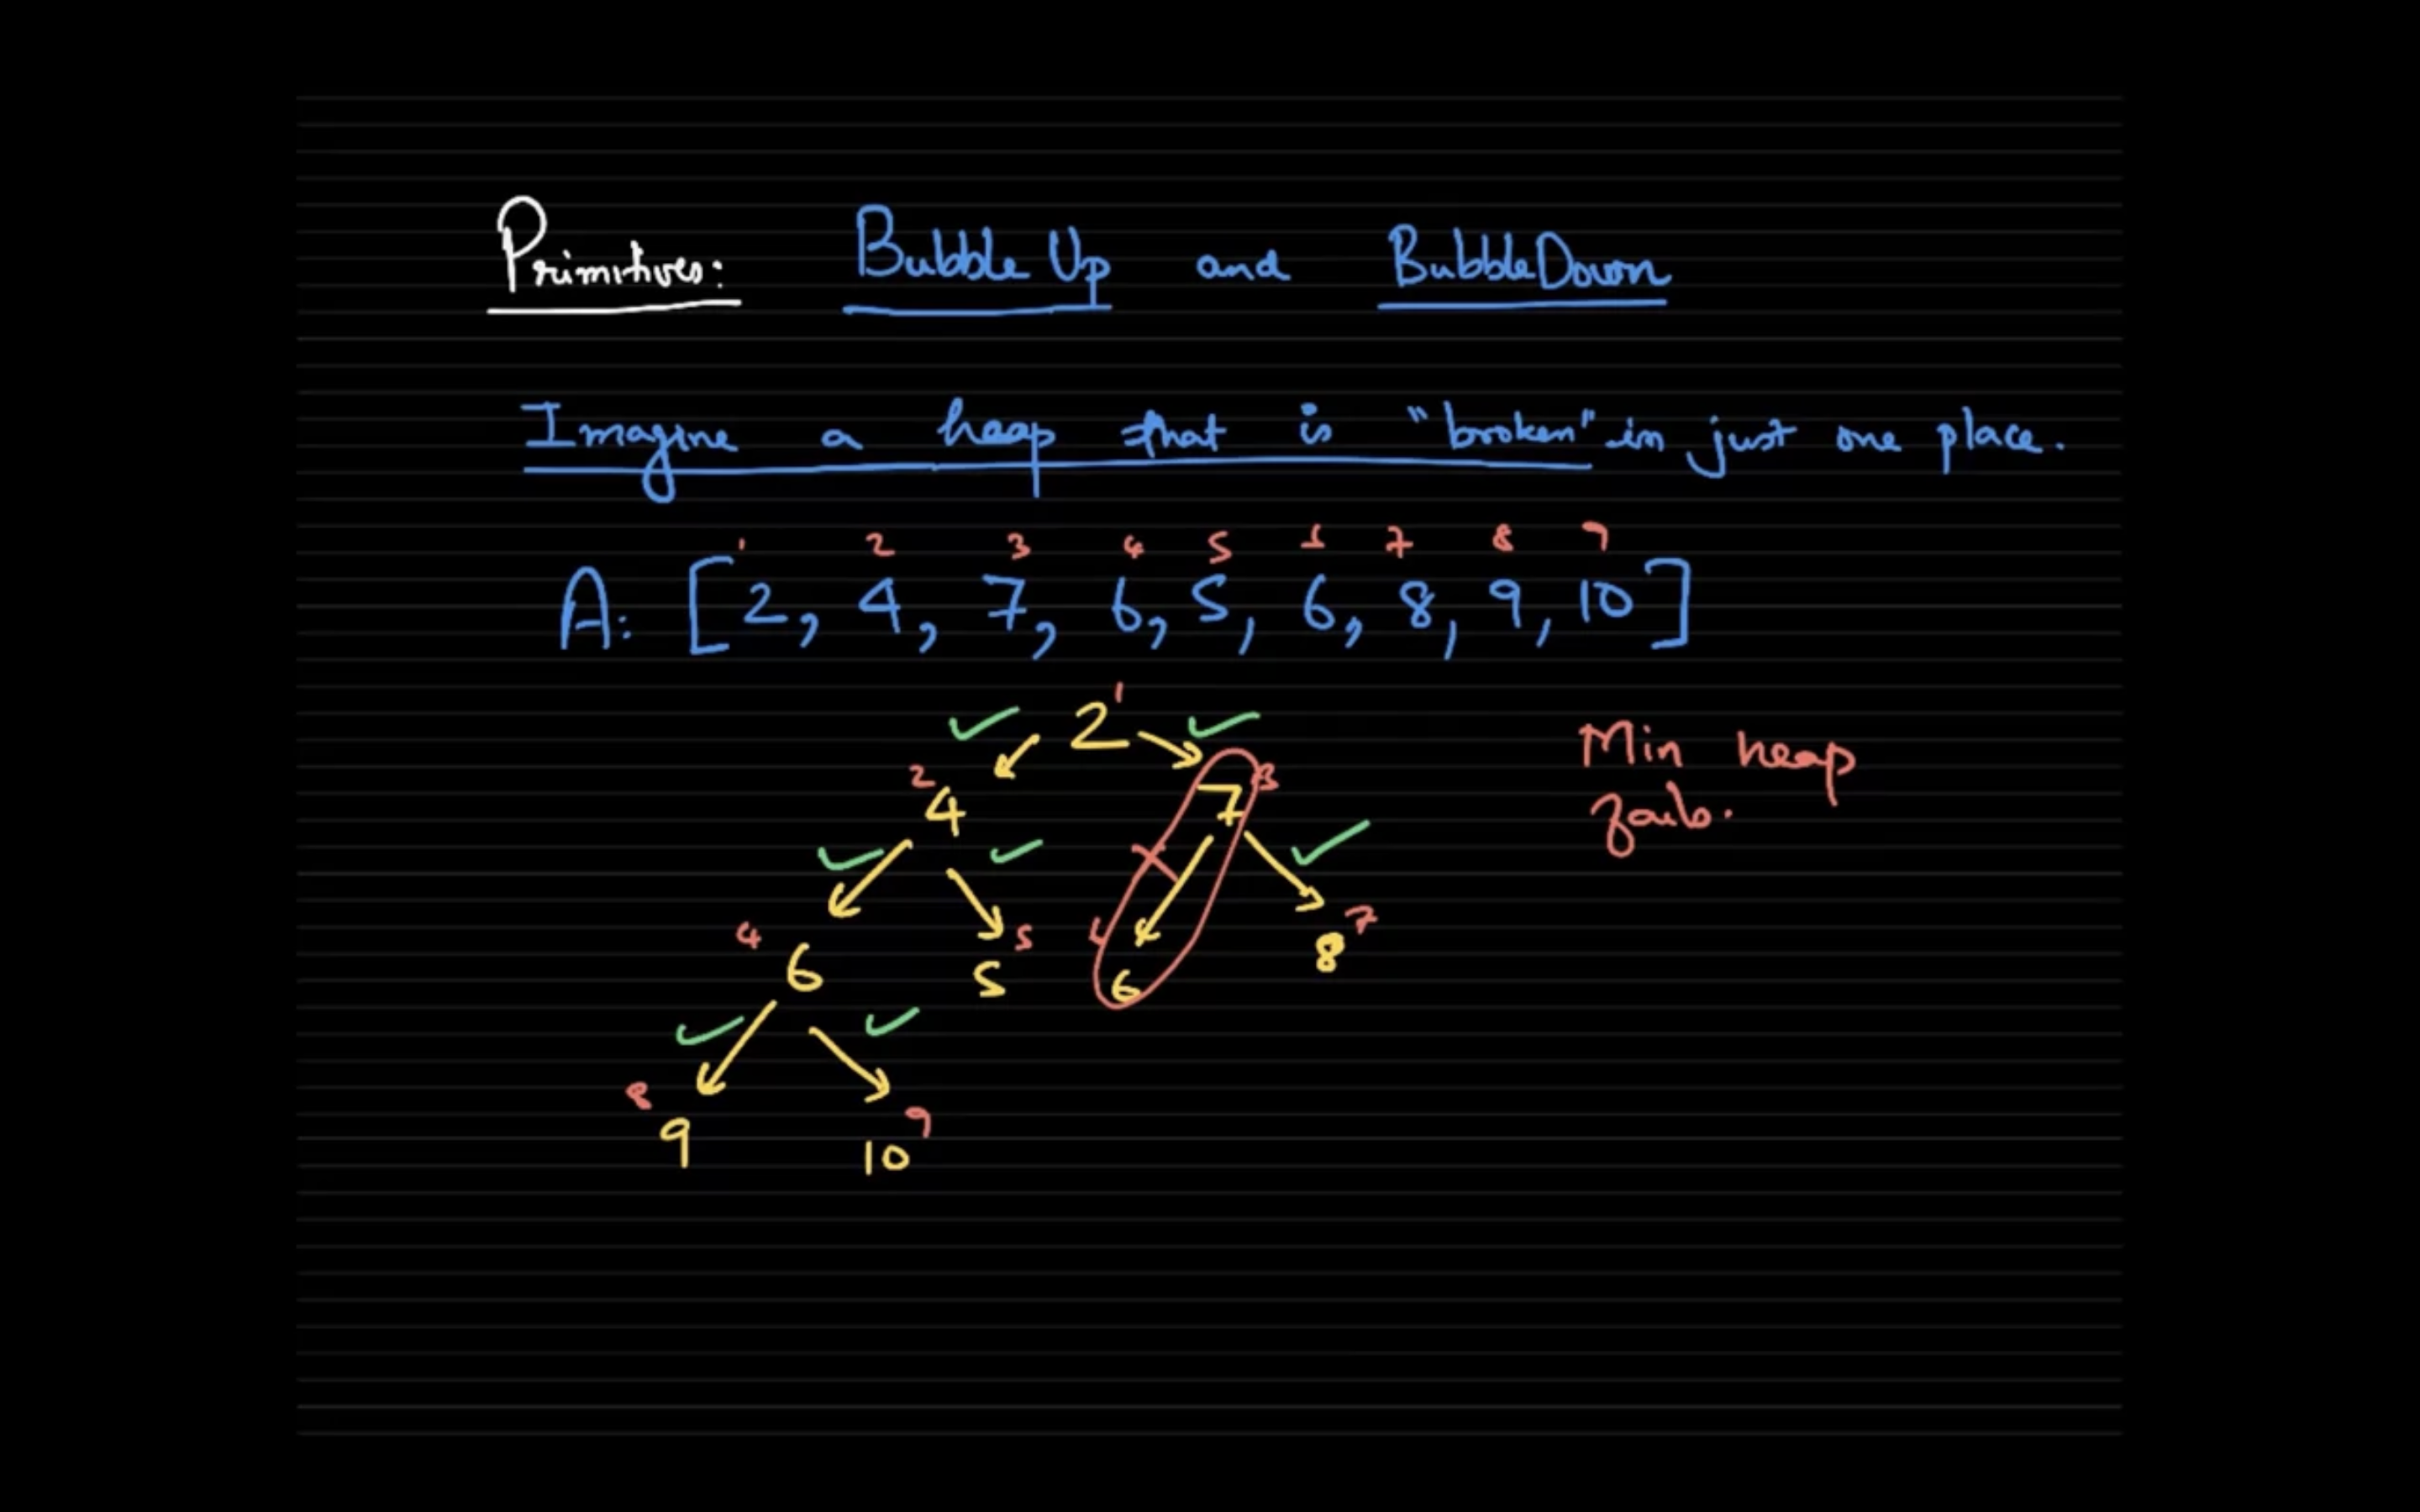 Primitives: BubbleUp and BubbleDown
Imagine a heap that is "broken" in just one place.
1 2 3 4 5 6 7 8 9
A: [2, 4, 7, 6, 5, 6, 8, 9, 10]
2 1
2 4 7 3
Min heap
fails.
4 6 5 5 6 6 8 7
8 9 10 9